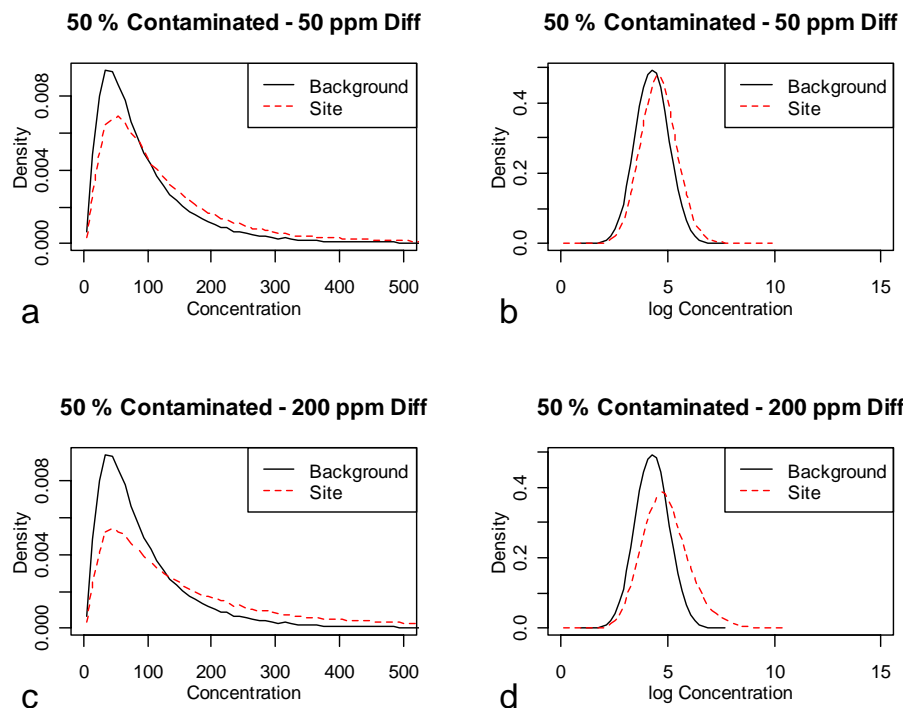 50 % Contaminated - 50 ppm Diff
Density
0.000 0.004 0.008
Background
Site
0 100 200 300 400 500
Concentration
a
50 % Contaminated - 50 ppm Diff
Density
0.0 0.2 0.4
Background
Site
0 5 10 15
log Concentration
b
50 % Contaminated - 200 ppm Diff
Density
0.000 0.004 0.008
Background
Site
0 100 200 300 400 500
Concentration
c
50 % Contaminated - 200 ppm Diff
Density
0.0 0.2 0.4
Background
Site
0 5 10 15
log Concentration
d